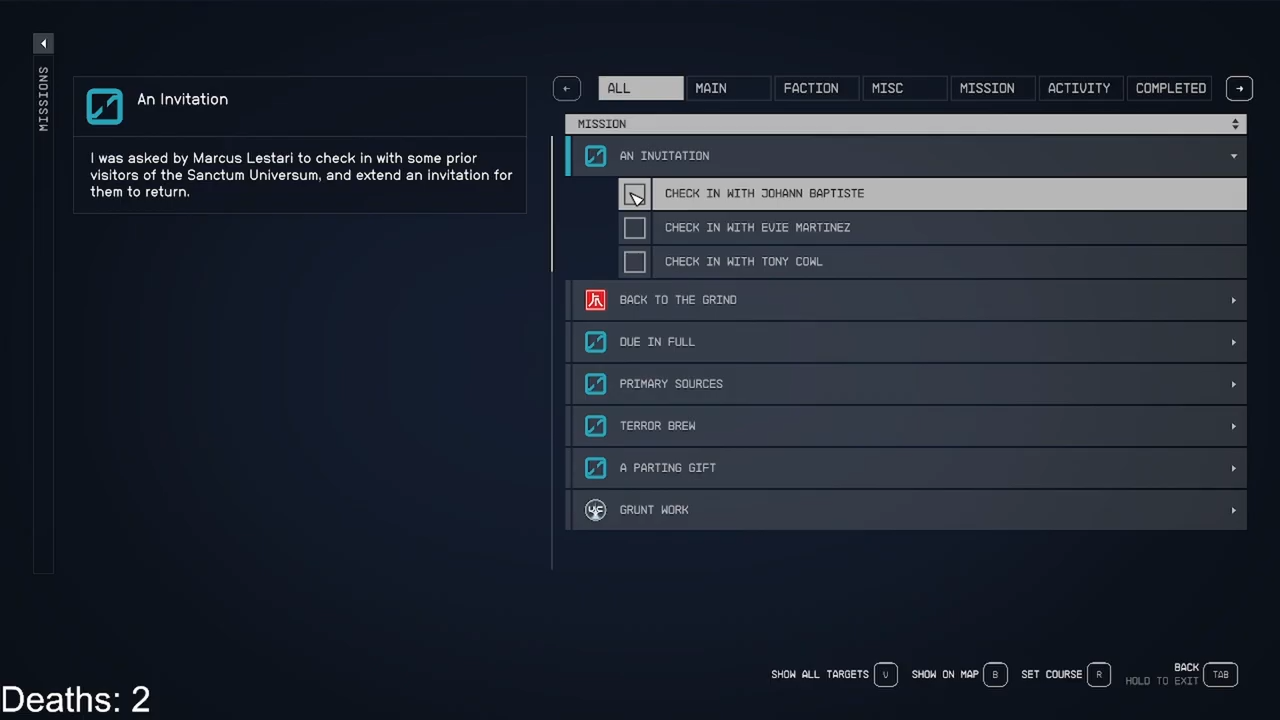 MISSIONS
An Invitation
I was asked by Marcus Lestari to check in with some prior
visitors of the Sanctum Universum, and extend an invitation for
them to return.
ALL MAIN FACTION MISC MISSION ACTIVITY COMPLETED
MISSION
AN INVITATION
CHECK IN WITH JOHANN BAPTISTE
CHECK IN WITH EVIE MARTINEZ
CHECK IN WITH TONY COWL
BACK TO THE GRIND
DUE IN FULL
PRIMARY SOURCES
TERROR BREW
A PARTING GIFT
UC GRUNT WORK
SHOW ALL TARGETS V SHOW ON MAP B SET COURSE R BACK TAB
HOLD TO EXIT
Deaths: 2